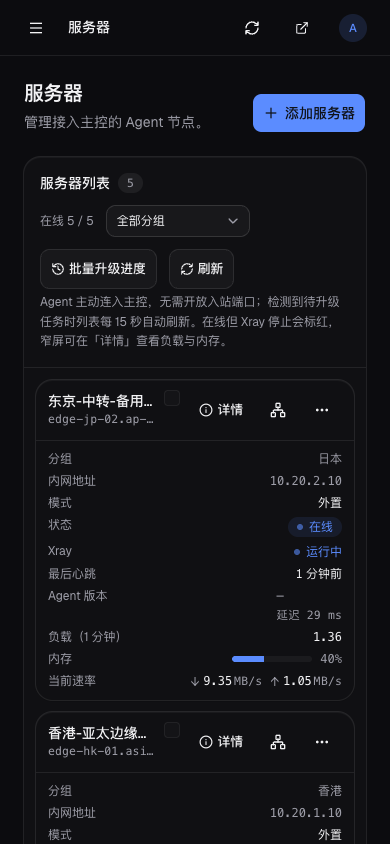 服务器
A
服务器
管理接入主控的 Agent 节点。
添加服务器
服务器列表 5
在线 5 / 5 全部分组
批量升级进度 刷新
Agent 主动连入主控，无需开放入站端口；检测到待升级
任务时列表每 15 秒自动刷新。在线但 Xray 停止会标红，
窄屏可在「详情」查看负载与内存。
东京-中转-备用… 详情
edge-jp-02.ap-…
分组 日本
内网地址 10.20.2.10
模式 外置
状态 在线
Xray 运行中
最后心跳 1 分钟前
Agent 版本 —
延迟 29 ms
负载（1 分钟） 1.36
内存 40%
当前速率 ↓ 9.35 MB/s ↑ 1.05 MB/s
香港-亚太边缘… 详情
edge-hk-01.asi…
分组 香港
内网地址 10.20.1.10
模式 外置